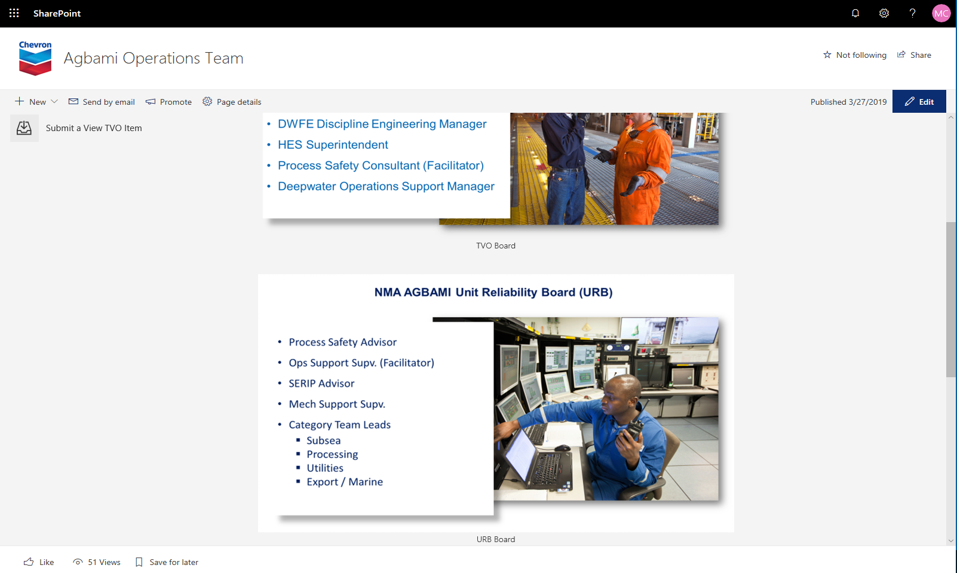 SharePoint
MC
Chevron
Agbami Operations Team
Not following
Share
New
Send by email
Promote
Page details
Published 3/27/2019
Edit
Submit a View TVO Item
• DWFE Discipline Engineering Manager
• HES Superintendent
• Process Safety Consultant (Facilitator)
• Deepwater Operations Support Manager
TVO Board
NMA AGBAMI Unit Reliability Board (URB)
• Process Safety Advisor
• Ops Support Supv. (Facilitator)
• SERIP Advisor
• Mech Support Supv.
• Category Team Leads
▪ Subsea
▪ Processing
▪ Utilities
▪ Export / Marine
URB Board
Like
51 Views
Save for later